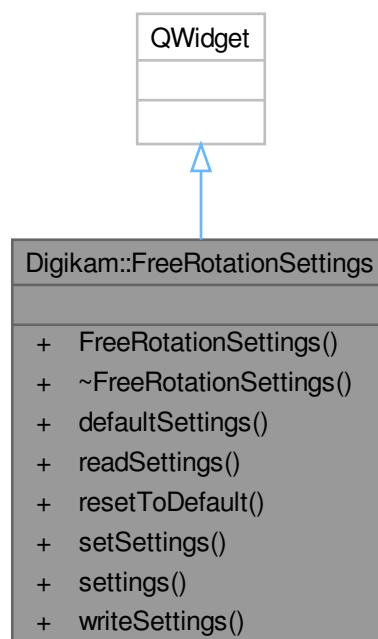 QWidget
Digikam::FreeRotationSettings
+ FreeRotationSettings()
+ ~FreeRotationSettings()
+ defaultSettings()
+ readSettings()
+ resetToDefault()
+ setSettings()
+ settings()
+ writeSettings()